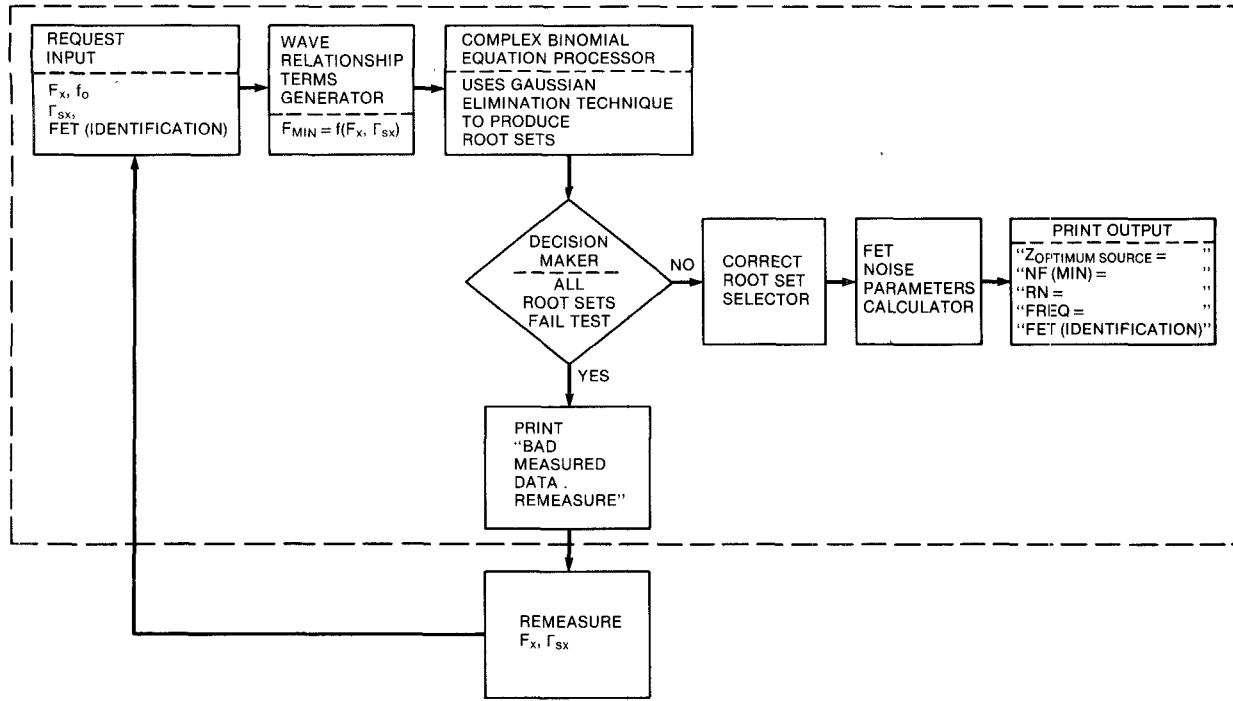 REQUEST
INPUT
Fx, fo
Γsx,
FET (IDENTIFICATION)
WAVE
RELATIONSHIP
TERMS
GENERATOR
FMIN = f(Fx, Γsx)
COMPLEX BINOMIAL
EQUATION PROCESSOR
USES GAUSSIAN
ELIMINATION TECHNIQUE
TO PRODUCE
ROOT SETS
DECISION
MAKER
ALL
ROOT SETS
FAIL TEST
NO
CORRECT
ROOT SET
SELECTOR
FET
NOISE
PARAMETERS
CALCULATOR
PRINT OUTPUT
"ZOPTIMUM SOURCE = "
"NF (MIN) = "
"RN = "
"FREQ = "
"FET (IDENTIFICATION)"
YES
PRINT
"BAD
MEASURED
DATA .
REMEASURE"
REMEASURE
Fx, Γsx